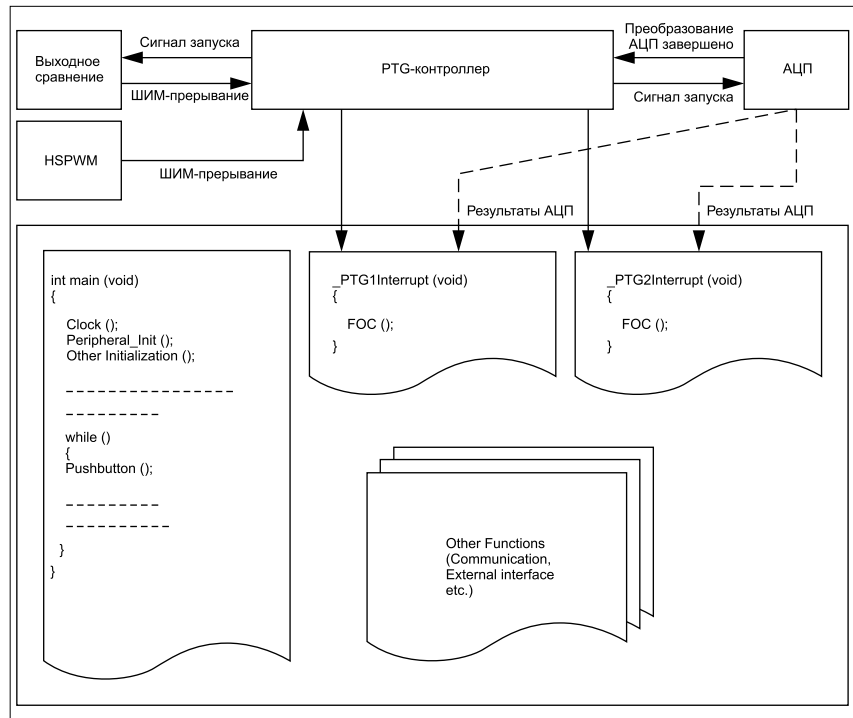 Выходное
сравнение
Сигнал запуска
ШИМ-прерывание
PTG-контроллер
Преобразование
АЦП завершено
Сигнал запуска
АЦП
HSPWM
ШИМ-прерывание
Результаты АЦП
Результаты АЦП
int main (void)
{
Clock ();
Peripheral_Init ();
Other Initialization ();
while ()
{
Pushbutton ();
}
}
_PTG1Interrupt (void)
{
FOC ();
}
_PTG2Interrupt (void)
{
FOC ();
}
Other Functions
(Communication,
External interface
etc.)